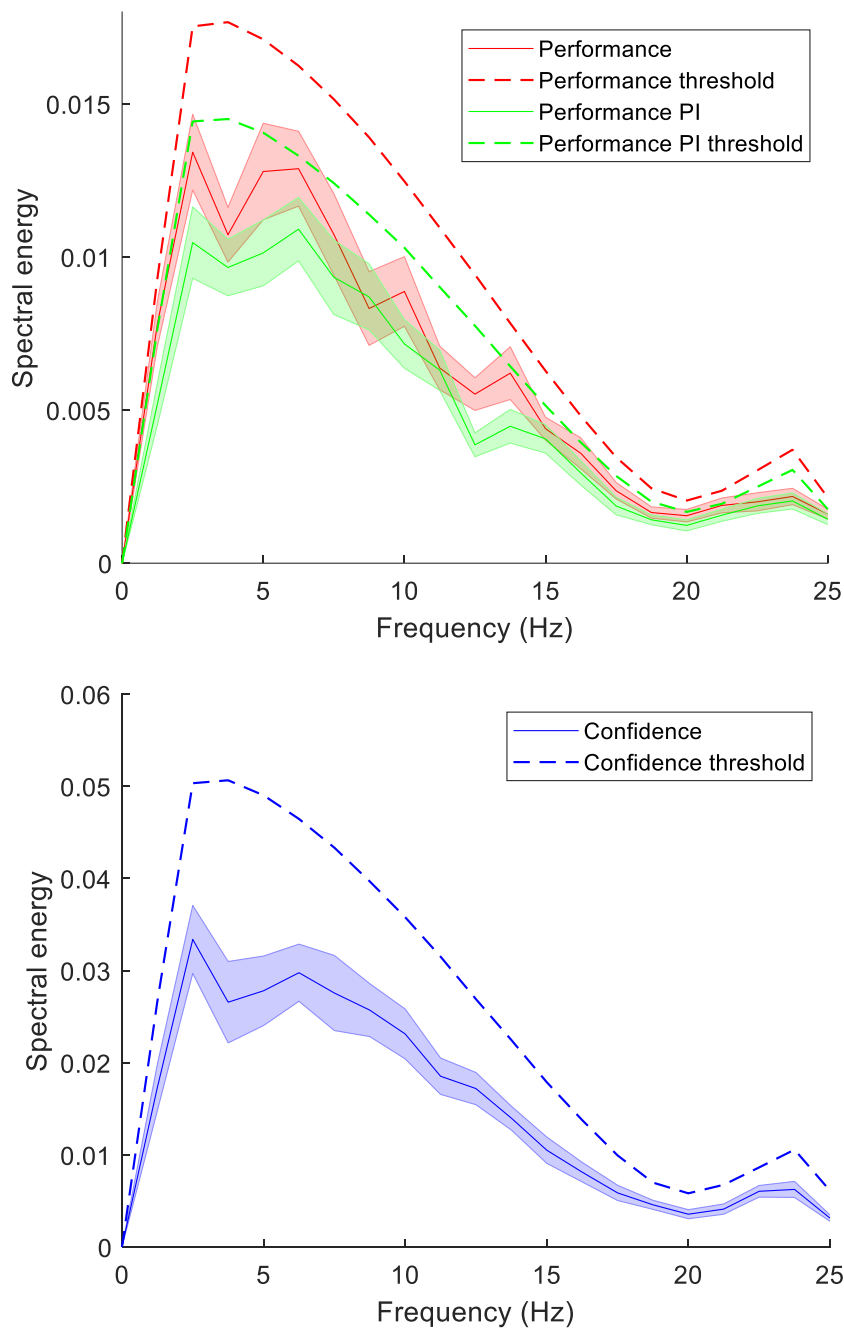 Performance
Performance threshold
Performance PI
Performance PI threshold
0.015
0.01
0.005
0
Spectral energy
0 5 10 15 20 25
Frequency (Hz)
Confidence
Confidence threshold
0.06
0.05
0.04
0.03
0.02
0.01
0
Spectral energy
0 5 10 15 20 25
Frequency (Hz)